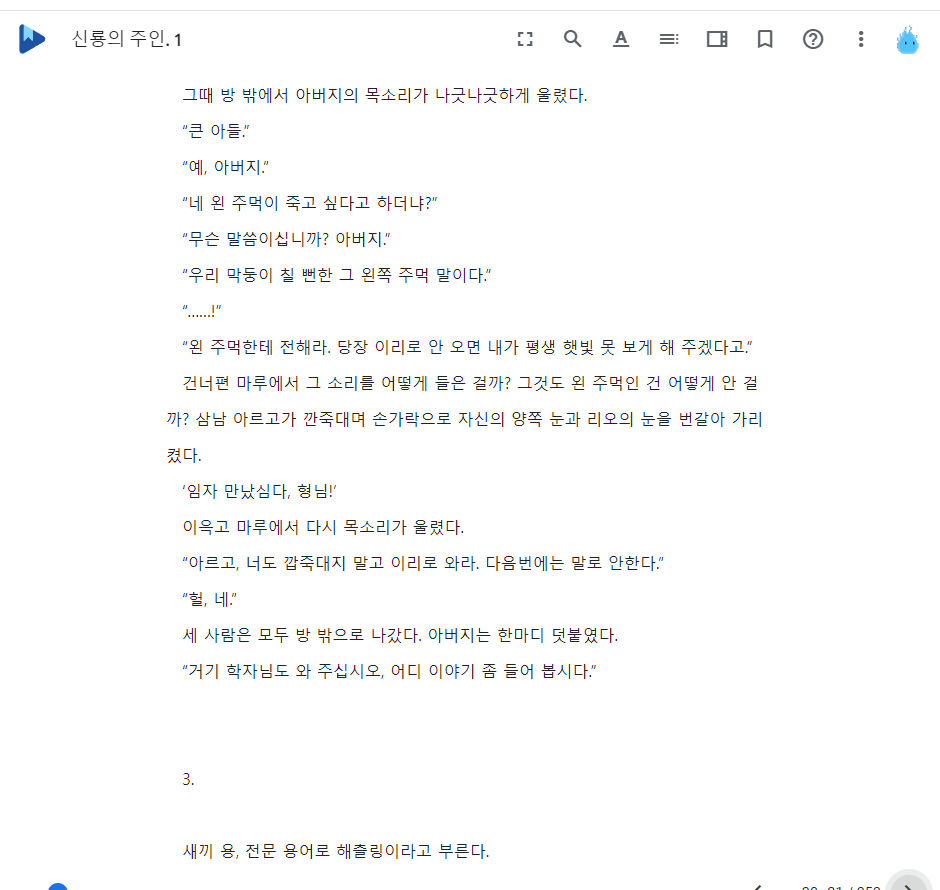 신룡의 주인. 1
그때 방 밖에서 아버지의 목소리가 나긋나긋하게 울렸다.
"큰 아들."
"예, 아버지."
"네 왼 주먹이 죽고 싶다고 하더냐?"
"무슨 말씀이십니까? 아버지."
"우리 막둥이 칠 뻔한 그 왼쪽 주먹 말이다."
"……!"
"왼 주먹한테 전해라. 당장 이리로 안 오면 내가 평생 햇빛 못 보게 해 주겠다고."
건너편 마루에서 그 소리를 어떻게 들은 걸까? 그것도 왼 주먹인 건 어떻게 안 걸
까? 삼남 아르고가 깐죽대며 손가락으로 자신의 양쪽 눈과 리오의 눈을 번갈아 가리
켰다.
'임자 만났심다, 형님!'
이윽고 마루에서 다시 목소리가 울렸다.
"아르고, 너도 깝죽대지 말고 이리로 와라. 다음번에는 말로 안한다."
"헐, 네."
세 사람은 모두 방 밖으로 나갔다. 아버지는 한마디 덧붙였다.
"거기 학자님도 와 주십시오, 어디 이야기 좀 들어 봅시다."
3.
새끼 용, 전문 용어로 해츨링이라고 부른다.